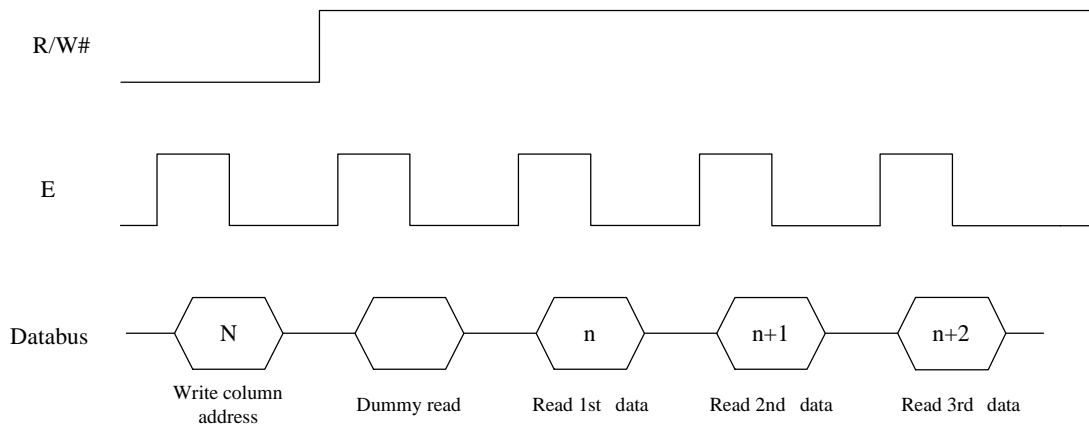 R/W#
E
Databus
N
n
n+1
n+2
Write column
address
Dummy read
Read 1st data
Read 2nd data
Read 3rd data